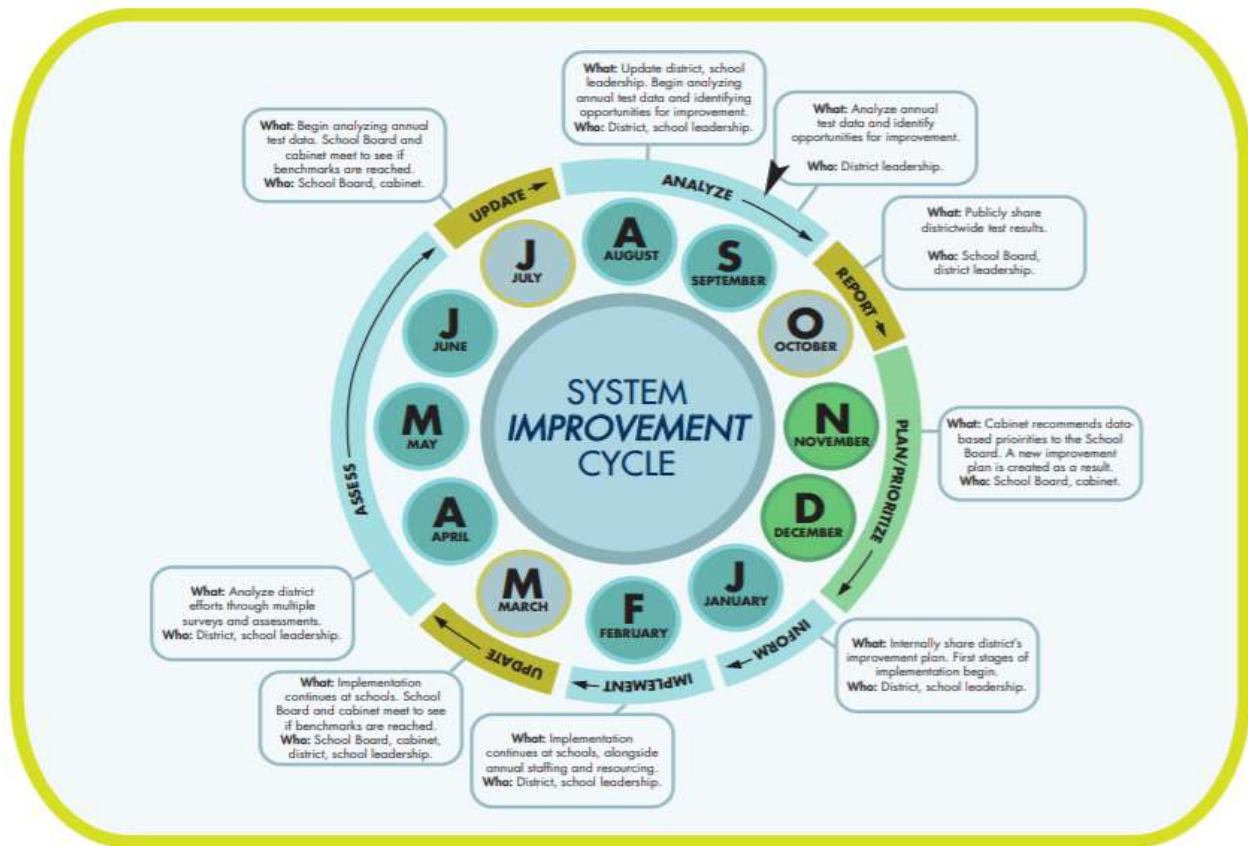 What: Update district, school
leadership. Begin analyzing
annual test data and identifying
opportunities for improvement.
Who: District, school leadership.
What: Analyze annual
test data and identify
opportunities for improvement.
Who: District leadership.
What: Publicly share
districtwide test results.
Who: School Board,
district leadership.
What: Cabinet recommends data-
based prioirities to the School
Board. A new improvement
plan is created as a result.
Who: School Board, cabinet.
What: Internally share district's
improvement plan. First stages of
implementation begin.
Who: District, school leadership.
What: Implementation
continues at schools, alongside
annual staffing and resourcing.
Who: District, school leadership.
What: Implementation
continues at schools. School
Board and cabinet meet to see
if benchmarks are reached.
Who: School Board, cabinet,
district, school leadership.
What: Analyze district
efforts through multiple
surveys and assessments.
Who: District, school leadership.
What: Begin analyzing annual
test data. School Board and
cabinet meet to see if
benchmarks are reached.
Who: School Board, cabinet.
ANALYZE
REPORT
PLAN/PRIORITIZE
INFORM
IMPLEMENT
UPDATE
ASSESS
UPDATE
A
AUGUST
S
SEPTEMBER
O
OCTOBER
N
NOVEMBER
D
DECEMBER
J
JANUARY
F
FEBRUARY
M
MARCH
A
APRIL
M
MAY
J
JUNE
J
JULY
SYSTEM
IMPROVEMENT
CYCLE